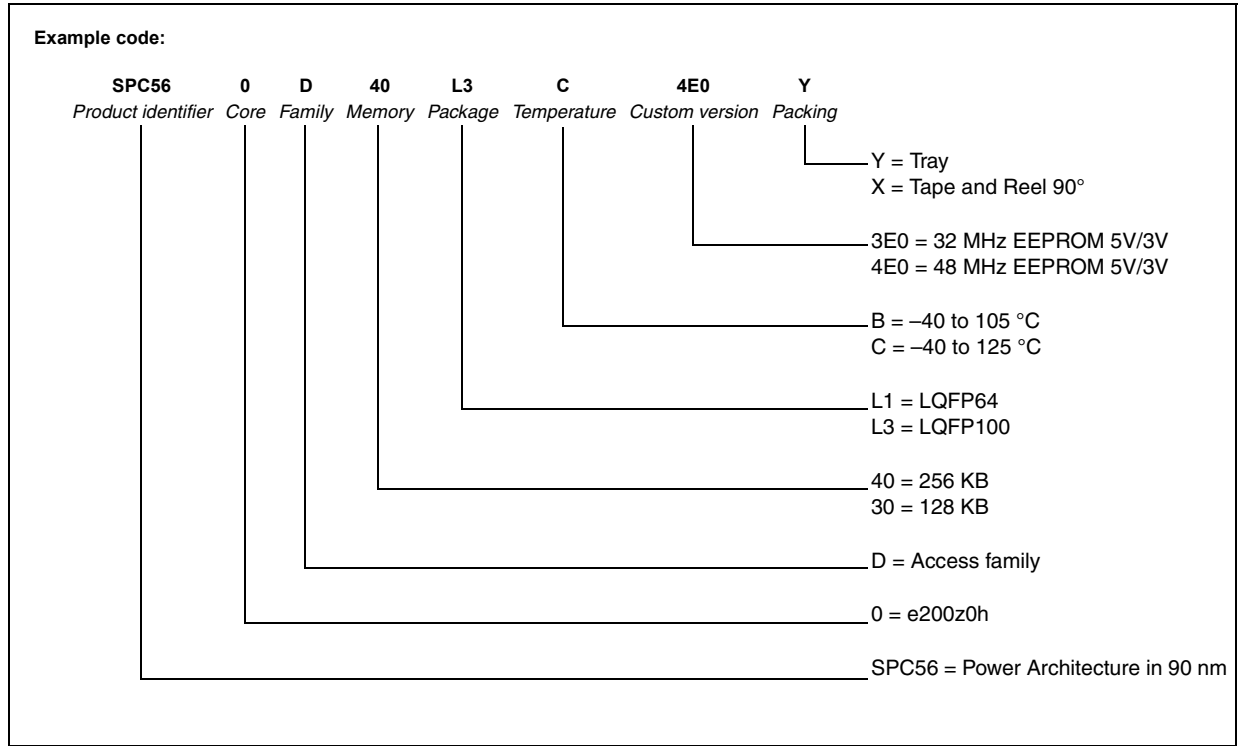 Example code:
SPC56 0 D 40 L3 C 4E0 Y
Product identifier Core Family Memory Package Temperature Custom version Packing
Y = Tray
X = Tape and Reel 90°
3E0 = 32 MHz EEPROM 5V/3V
4E0 = 48 MHz EEPROM 5V/3V
B = –40 to 105 °C
C = –40 to 125 °C
L1 = LQFP64
L3 = LQFP100
40 = 256 KB
30 = 128 KB
D = Access family
0 = e200z0h
SPC56 = Power Architecture in 90 nm